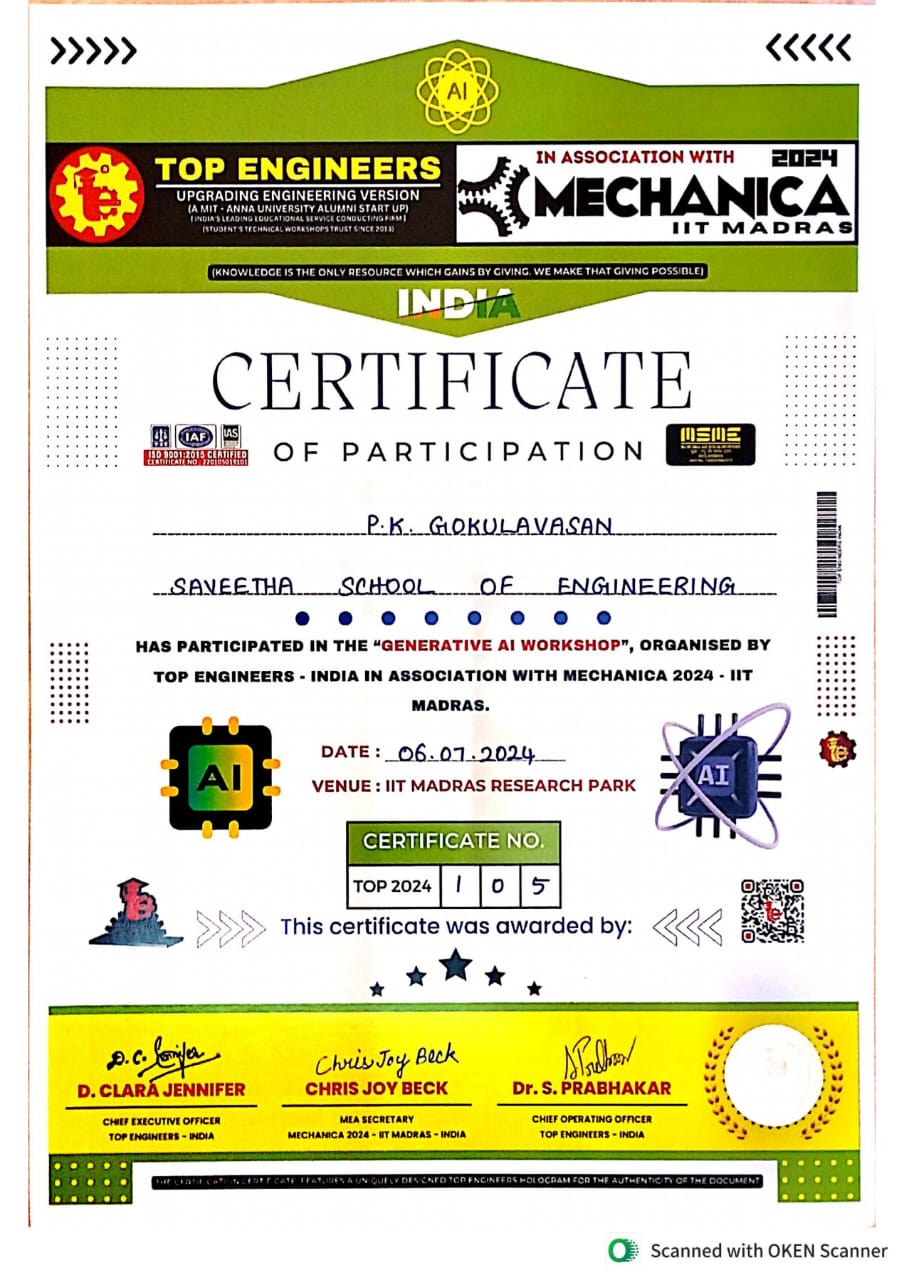 AI
TOP ENGINEERS
UPGRADING ENGINEERING VERSION
(A MIT - ANNA UNIVERSITY ALUMNI START UP)
(INDIA'S LEADING EDUCATIONAL SERVICE CONDUCTING FIRM)
(STUDENT'S TECHNICAL WORKSHOPS TRUST SINCE 2013)
IN ASSOCIATION WITH 2024
MECHANICA
IIT MADRAS
(KNOWLEDGE IS THE ONLY RESOURCE WHICH GAINS BY GIVING. WE MAKE THAT GIVING POSSIBLE)
INDIA
CERTIFICATE
IAF IAS
ISO 9001:2015 CERTIFIED
OF PARTICIPATION
MSME
P.K. GOKULAVASAN
SAVEETHA SCHOOL OF ENGINEERING
HAS PARTICIPATED IN THE “GENERATIVE AI WORKSHOP”, ORGANISED BY
TOP ENGINEERS - INDIA IN ASSOCIATION WITH MECHANICA 2024 - IIT
MADRAS.
AI
DATE : 06.07.2024
VENUE : IIT MADRAS RESEARCH PARK
AI
CERTIFICATE NO.
TOP 2024 1 0 5
This certificate was awarded by:
D.C. Jennifer
D. CLARA JENNIFER
CHIEF EXECUTIVE OFFICER
TOP ENGINEERS - INDIA
Chris Joy Beck
CHRIS JOY BECK
MEA SECRETARY
MECHANICA 2024 - IIT MADRAS - INDIA
Dr. S. PRABHAKAR
CHIEF OPERATING OFFICER
TOP ENGINEERS - INDIA
THE CERTIFICATION CERTIFICATE FEATURES A UNIQUELY DESIGNED TOP ENGINEERS HOLOGRAM FOR THE AUTHENTICITY OF THE DOCUMENT
Scanned with OKEN Scanner